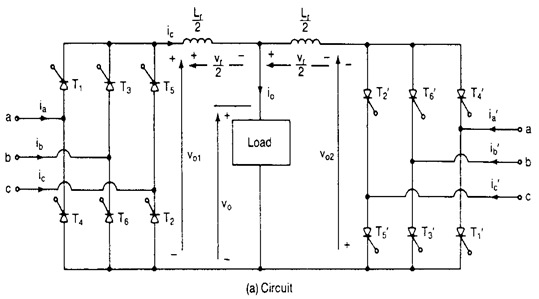 L_r/2
L_r/2
i_c
+ v_r/2 −
+ v_r/2 −
T_1
T_3
T_5
T_2'
T_6'
T_4'
i_o
a
i_a
b
i_b
c
i_c
+
v_o1
−
+
v_o
−
Load
−
v_o2
+
i_a'
a
i_b'
b
i_c'
c
T_4
T_6
T_2
T_5'
T_3'
T_1'
(a) Circuit